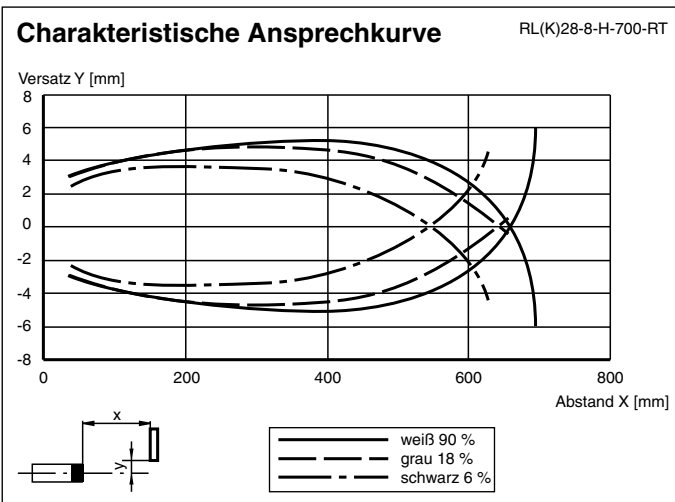 Charakteristische Ansprechkurve
RL(K)28-8-H-700-RT
Versatz Y [mm]
8
6
4
2
0
-2
-4
-6
-8
0 200 400 600 800
Abstand X [mm]
x
y
weiß 90 %
grau 18 %
schwarz 6 %